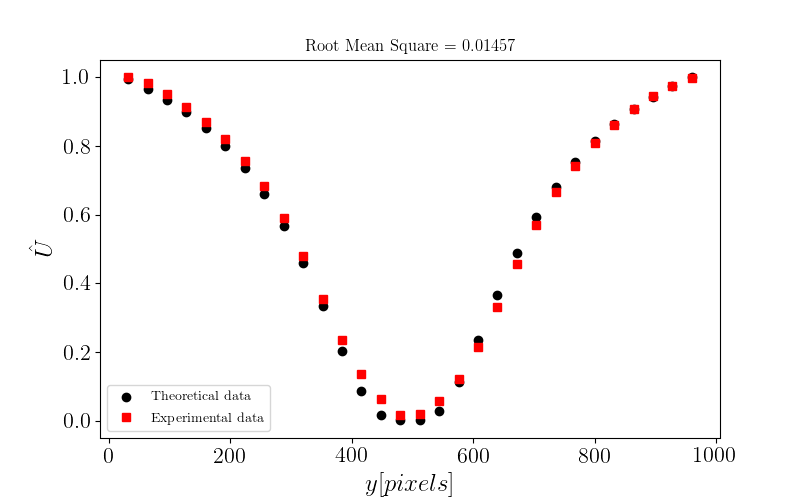 Root Mean Square = 0.01457
1.0
0.8
0.6
0.4
0.2
0.0
Û
Theoretical data
Experimental data
0 200 400 600 800 1000
y[pixels]